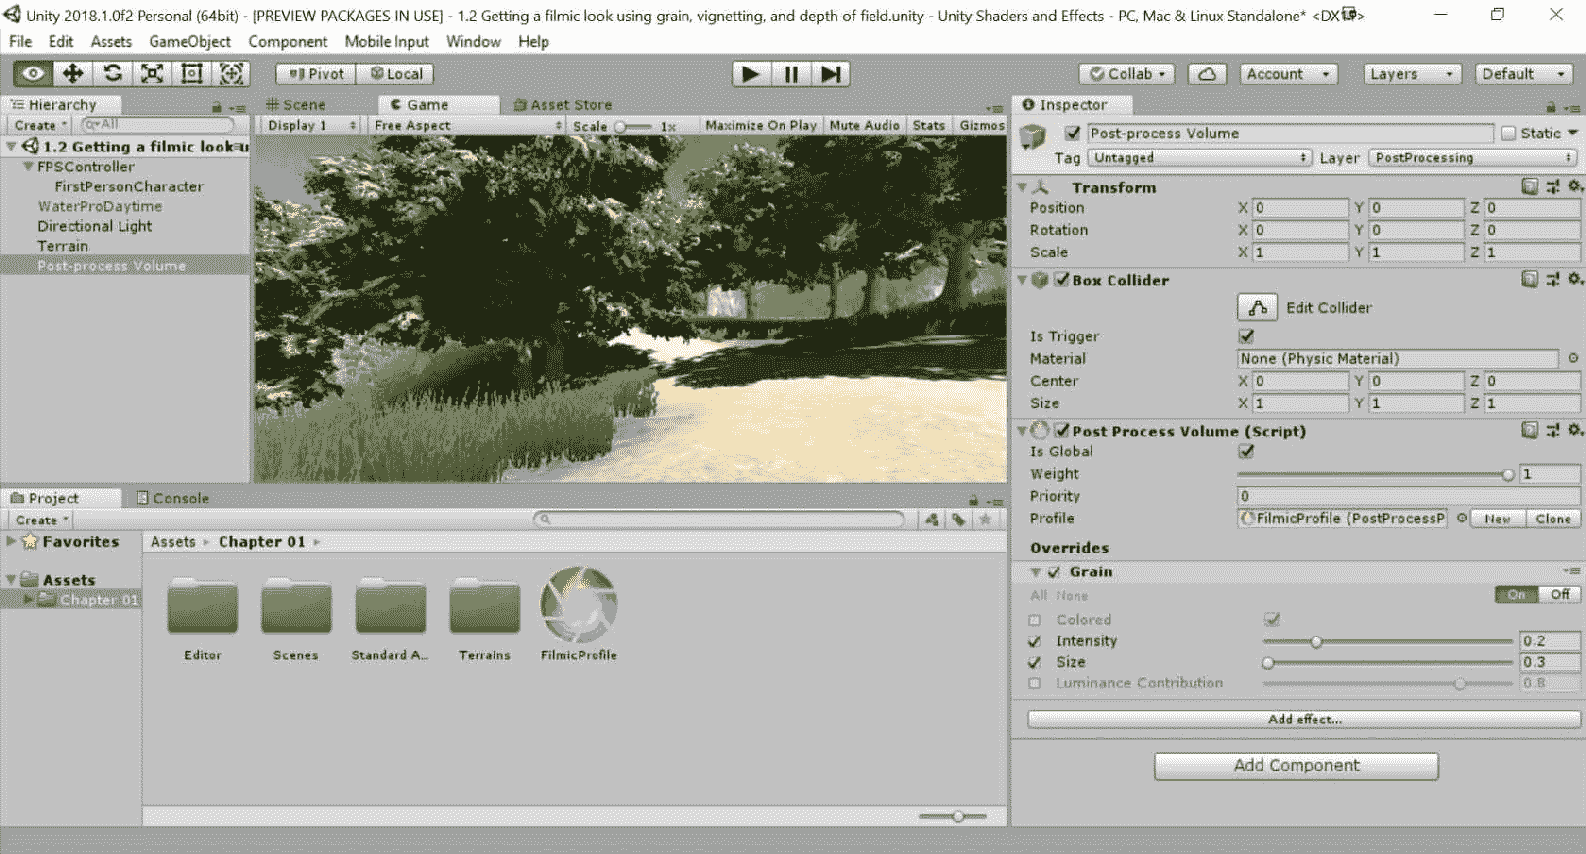 Unity 2018.1.0f2 Personal (64bit) - [PREVIEW PACKAGES IN USE] - 1.2 Getting a filmic look using grain, vignetting, and depth of field.unity - Unity Shaders and Effects - PC, Mac & Linux Standalone* <DX
File Edit Assets GameObject Component Mobile Input Window Help
Pivot Local Collab Account Layers Default
Hierarchy
Create All
1.2 Getting a filmic look
FPSController
FirstPersonCharacter
WaterProDaytime
Directional Light
Terrain
Post-process Volume
Scene Game Asset Store
Display 1 Free Aspect Scale 1x Maximize On Play Mute Audio Stats Gizmos
Project Console
Create
Favorites
Assets
Chapter 01
Assets Chapter 01
Editor Scenes Standard A... Terrains FilmicProfile
Inspector
Post-process Volume Static
Tag Untagged Layer PostProcessing
Transform
Position X 0 Y 0 Z 0
Rotation X 0 Y 0 Z 0
Scale X 1 Y 1 Z 1
Box Collider
Edit Collider
Is Trigger
Material None (Physic Material)
Center X 0 Y 0 Z 0
Size X 1 Y 1 Z 1
Post Process Volume (Script)
Is Global
Weight 1
Priority 0
Profile FilmicProfile (PostProcessP New Clone
Overrides
Grain
All None On Off
Colored
Intensity 0.2
Size 0.3
Luminance Contribution 0.8
Add effect...
Add Component